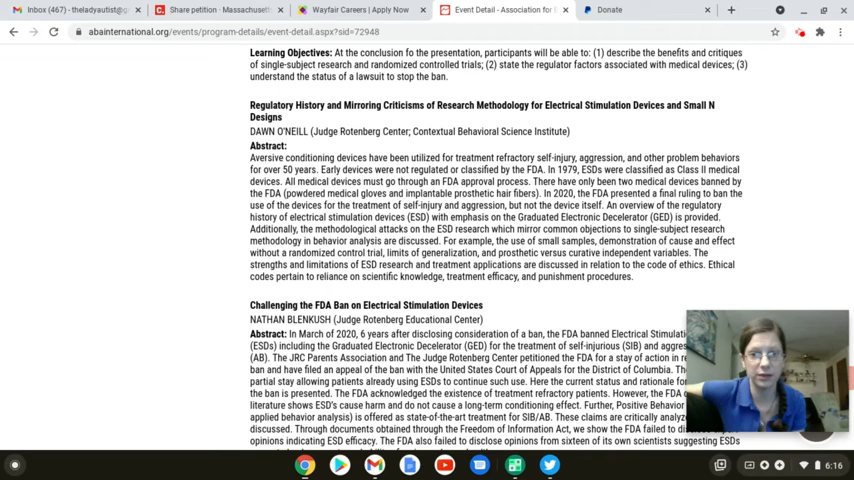 Inbox (467) - theladyautist@g
Share petition · Massachusett
Wayfair Careers | Apply Now
Event Detail - Association for B
Donate
abainternational.org/events/program-details/event-detail.aspx?sid=72948
Learning Objectives: At the conclusion fo the presentation, participants will be able to: (1) describe the benefits and critiques
of single-subject research and randomized controlled trials; (2) state the regulator factors associated with medical devices; (3)
understand the status of a lawsuit to stop the ban.
Regulatory History and Mirroring Criticisms of Research Methodology for Electrical Stimulation Devices and Small N
Designs
DAWN O'NEILL (Judge Rotenberg Center; Contextual Behavioral Science Institute)
Abstract:
Aversive conditioning devices have been utilized for treatment refractory self-injury, aggression, and other problem behaviors
for over 50 years. Early devices were not regulated or classified by the FDA. In 1979, ESDs were classified as Class II medical
devices. All medical devices must go through an FDA approval process. There have only been two medical devices banned by
the FDA (powdered medical gloves and implantable prosthetic hair fibers). In 2020, the FDA presented a final ruling to ban the
use of the devices for the treatment of self-injury and aggression, but not the device itself. An overview of the regulatory
history of electrical stimulation devices (ESD) with emphasis on the Graduated Electronic Decelerator (GED) is provided.
Additionally, the methodological attacks on the ESD research which mirror common objections to single-subject research
methodology in behavior analysis are discussed. For example, the use of small samples, demonstration of cause and effect
without a randomized control trial, limits of generalization, and prosthetic versus curative independent variables. The
strengths and limitations of ESD research and treatment applications are discussed in relation to the code of ethics. Ethical
codes pertain to reliance on scientific knowledge, treatment efficacy, and punishment procedures.
Challenging the FDA Ban on Electrical Stimulation Devices
NATHAN BLENKUSH (Judge Rotenberg Educational Center)
Abstract: In March of 2020, 6 years after disclosing consideration of a ban, the FDA banned Electrical Stimulati
(ESDs) including the Graduated Electronic Decelerator (GED) for the treatment of self-injurious (SIB) and aggres
(AB). The JRC Parents Association and The Judge Rotenberg Center petitioned the FDA for a stay of action in re
ban and have filed an appeal of the ban with the United States Court of Appeals for the District of Columbia. Th
partial stay allowing patients already using ESDs to continue such use. Here the current status and rationale for
the ban is presented. The FDA acknowledged the existence of treatment refractory patients. However, the FDA c
literature shows ESD's cause harm and do not cause a long-term conditioning effect. Further, Positive Behavior
applied behavior analysis) is offered as state-of-the-art treatment for SIB/AB. These claims are critically analyze
discussed. Through documents obtained through the Freedom of Information Act, we show the FDA failed to
opinions indicating ESD efficacy. The FDA also failed to disclose opinions from sixteen of its own scientists suggesting ESDs
6:16